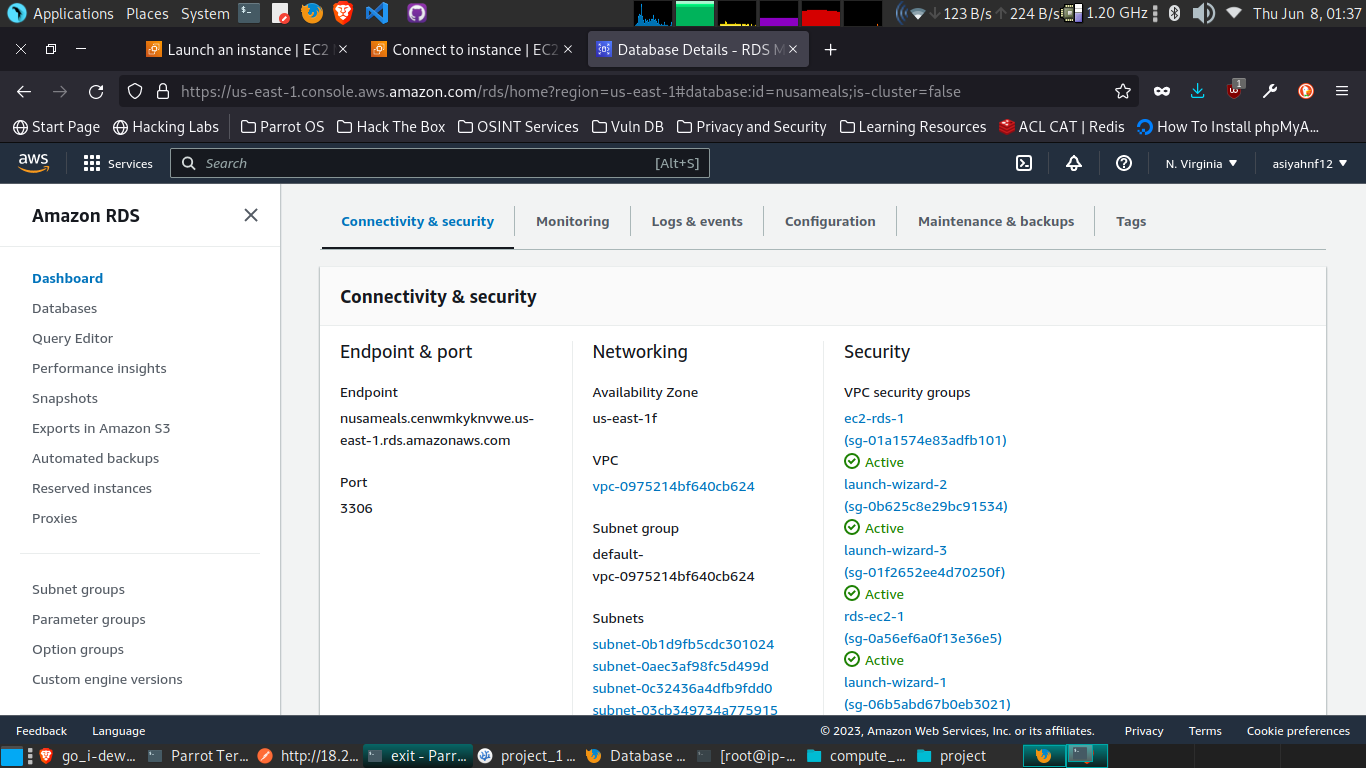 Applications Places System 123 B/s 224 B/s 1.20 GHz Thu Jun 8, 01:37
Launch an instance | EC2 Connect to instance | EC2 Database Details - RDS M
https://us-east-1.console.aws.amazon.com/rds/home?region=us-east-1#database:id=nusameals;is-cluster=false 1
Start Page Hacking Labs Parrot OS Hack The Box OSINT Services Vuln DB Privacy and Security Learning Resources ACL CAT | Redis How To Install phpMyA...
aws Services Search [Alt+S] N. Virginia asiyahnf12
Amazon RDS
Dashboard
Databases
Query Editor
Performance insights
Snapshots
Exports in Amazon S3
Automated backups
Reserved instances
Proxies
Subnet groups
Parameter groups
Option groups
Custom engine versions
Connectivity & security Monitoring Logs & events Configuration Maintenance & backups Tags
Connectivity & security
Endpoint & port
Endpoint
nusameals.cenwmkyknvwe.us-
east-1.rds.amazonaws.com
Port
3306
Networking
Availability Zone
us-east-1f
VPC
vpc-0975214bf640cb624
Subnet group
default-
vpc-0975214bf640cb624
Subnets
subnet-0b1d9fb5cdc301024
subnet-0aec3af98fc5d499d
subnet-0c32436a4dfb9fdd0
subnet-03cb349734a775915
Security
VPC security groups
ec2-rds-1
(sg-01a1574e83adfb101)
Active
launch-wizard-2
(sg-0b625c8e29bc91534)
Active
launch-wizard-3
(sg-01f2652ee4d70250f)
Active
rds-ec2-1
(sg-0a56ef6a0f13e36e5)
Active
launch-wizard-1
(sg-06b5abd67b0eb3021)
Feedback Language © 2023, Amazon Web Services, Inc. or its affiliates. Privacy Terms Cookie preferences
go_i-dew... Parrot Ter... http://18.2... exit - Parr... project_1 ... Database ... [root@ip-... compute_... project